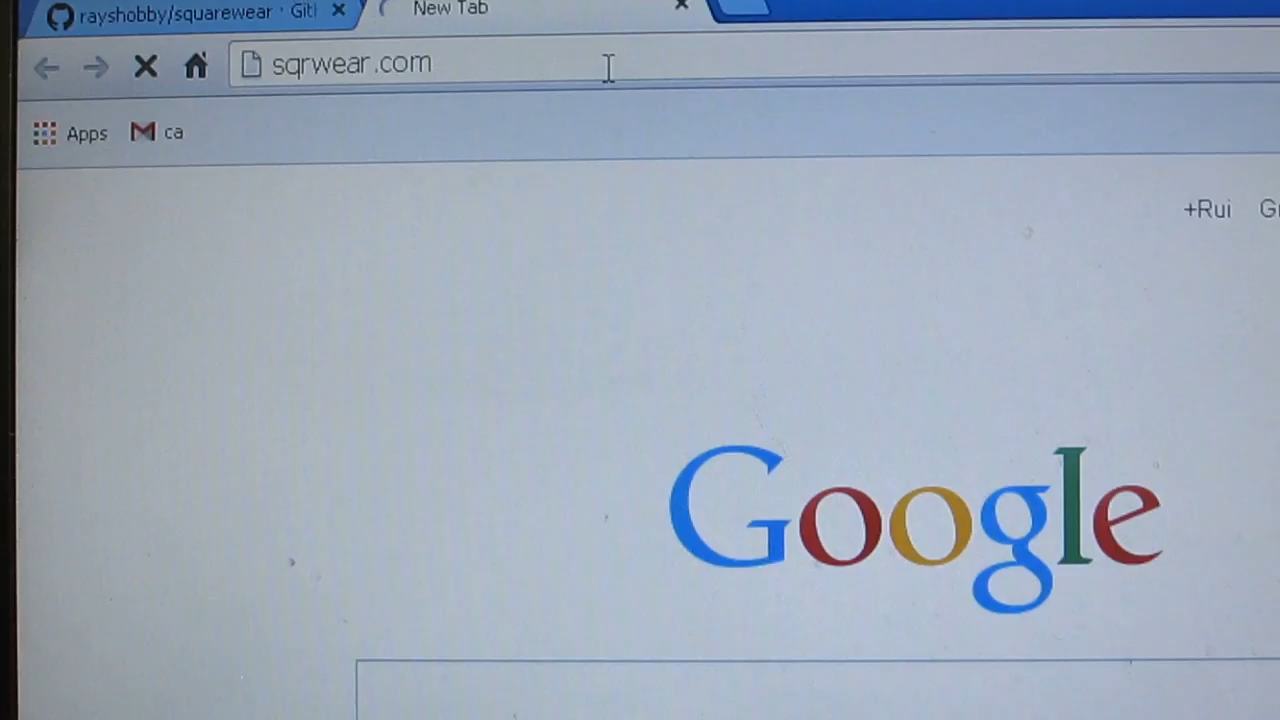 rayshobby/squarewear · Git
New Tab
sqrwear.com
Apps
ca
+Rui
Google